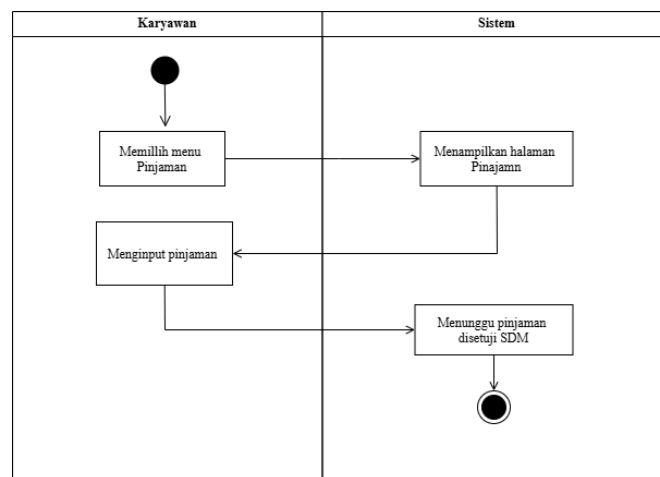 Karyawan
Sistem
Memillih menu
Pinjaman
Menampilkan halaman
Pinajamn
Menginput pinjaman
Menunggu pinjaman
disetuji SDM